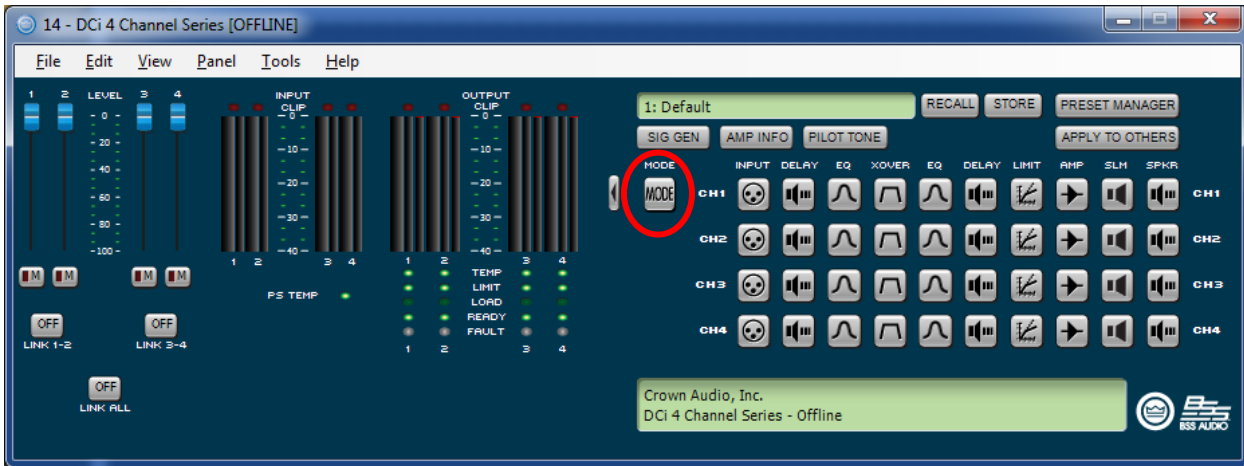 14 - DCi 4 Channel Series [OFFLINE]
File Edit View Panel Tools Help
1 2 LEVEL 3 4
- 0 -
- 20 -
- 40 -
- 60 -
- 80 -
-100-
M M M M
OFF OFF
LINK 1-2 LINK 3-4
OFF
LINK ALL
INPUT
CLIP
-0-
-10-
-20-
-30-
-40-
1 2 3 4
PS TEMP
OUTPUT
CLIP
-0-
-10-
-20-
-30-
-40-
1 2 3 4
TEMP
LIMIT
LOAD
READY
FAULT
1 2 3 4
1: Default RECALL STORE PRESET MANAGER
SIG GEN AMP INFO PILOT TONE APPLY TO OTHERS
MODE INPUT DELAY EQ XOVER EQ DELAY LIMIT AMP SLM SPKR
MODE CH1 CH1
CH2 CH2
CH3 CH3
CH4 CH4
Crown Audio, Inc.
DCi 4 Channel Series - Offline
BSS
BSS AUDIO